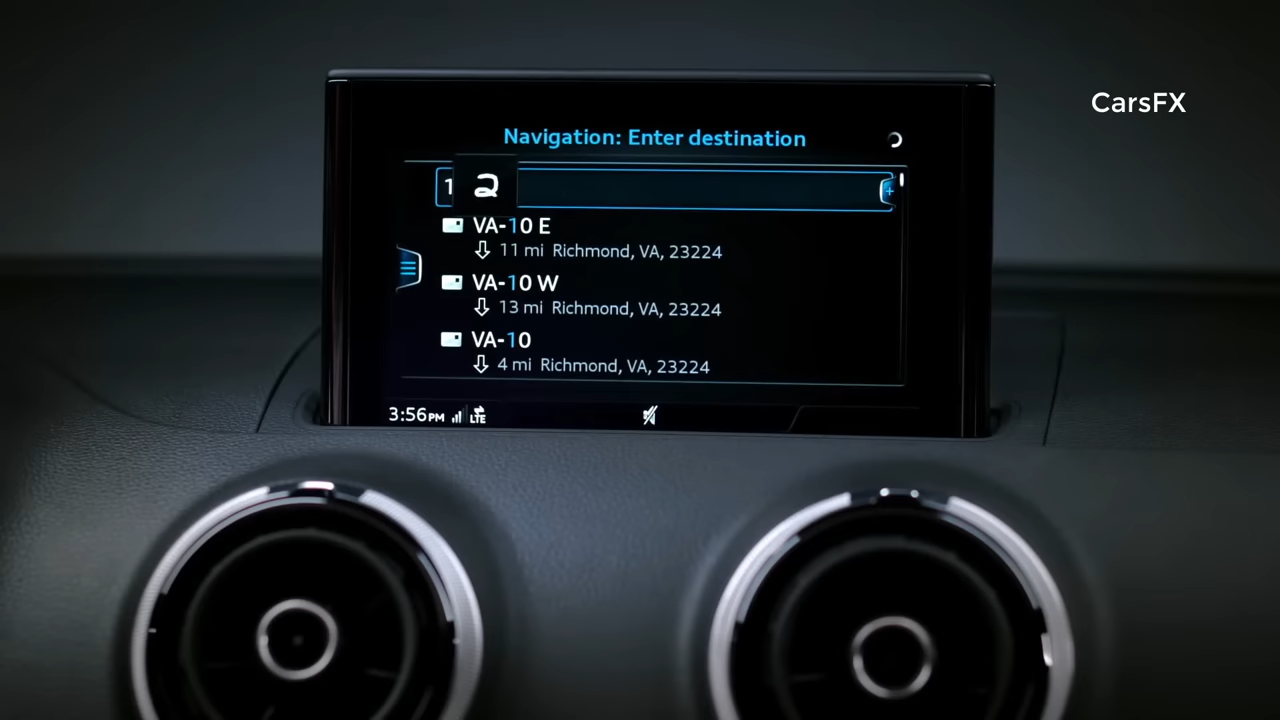 CarsFX
Navigation: Enter destination
1 2
VA-10 E
11 mi Richmond, VA, 23224
VA-10 W
13 mi Richmond, VA, 23224
VA-10
4 mi Richmond, VA, 23224
3:56PM LTE